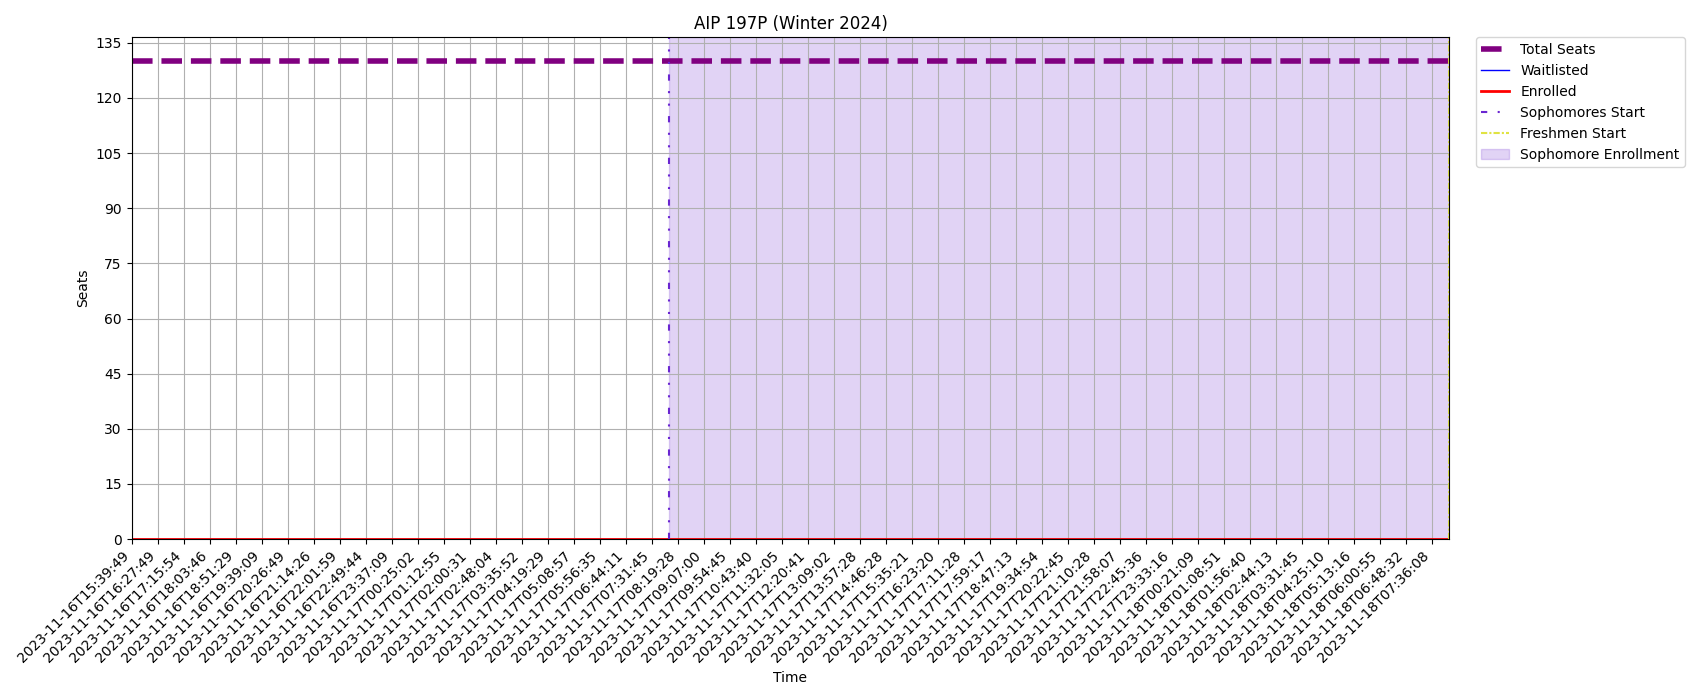 AIP 197P (Winter 2024)
135
120
105
90
75
60
45
30
15
0
Seats
2023-11-16T15:39:49
2023-11-16T16:27:49
2023-11-16T17:15:54
2023-11-16T18:03:46
2023-11-16T18:51:29
2023-11-16T19:39:09
2023-11-16T20:26:49
2023-11-16T21:14:26
2023-11-16T22:01:59
2023-11-16T22:49:44
2023-11-16T23:37:09
2023-11-17T00:25:02
2023-11-17T01:12:55
2023-11-17T02:00:31
2023-11-17T02:48:04
2023-11-17T03:35:52
2023-11-17T04:19:29
2023-11-17T05:08:57
2023-11-17T05:56:35
2023-11-17T06:44:11
2023-11-17T07:31:45
2023-11-17T08:19:28
2023-11-17T09:07:00
2023-11-17T09:54:45
2023-11-17T10:43:40
2023-11-17T11:32:05
2023-11-17T12:20:41
2023-11-17T13:09:02
2023-11-17T13:57:28
2023-11-17T14:46:28
2023-11-17T15:35:21
2023-11-17T16:23:20
2023-11-17T17:11:28
2023-11-17T17:59:17
2023-11-17T18:47:13
2023-11-17T19:34:54
2023-11-17T20:22:45
2023-11-17T21:10:28
2023-11-17T21:58:07
2023-11-17T22:45:36
2023-11-17T23:33:16
2023-11-18T00:21:09
2023-11-18T01:08:51
2023-11-18T01:56:40
2023-11-18T02:44:13
2023-11-18T03:31:45
2023-11-18T04:25:10
2023-11-18T05:13:16
2023-11-18T06:00:55
2023-11-18T06:48:32
2023-11-18T07:36:08
Time
Total Seats
Waitlisted
Enrolled
Sophomores Start
Freshmen Start
Sophomore Enrollment